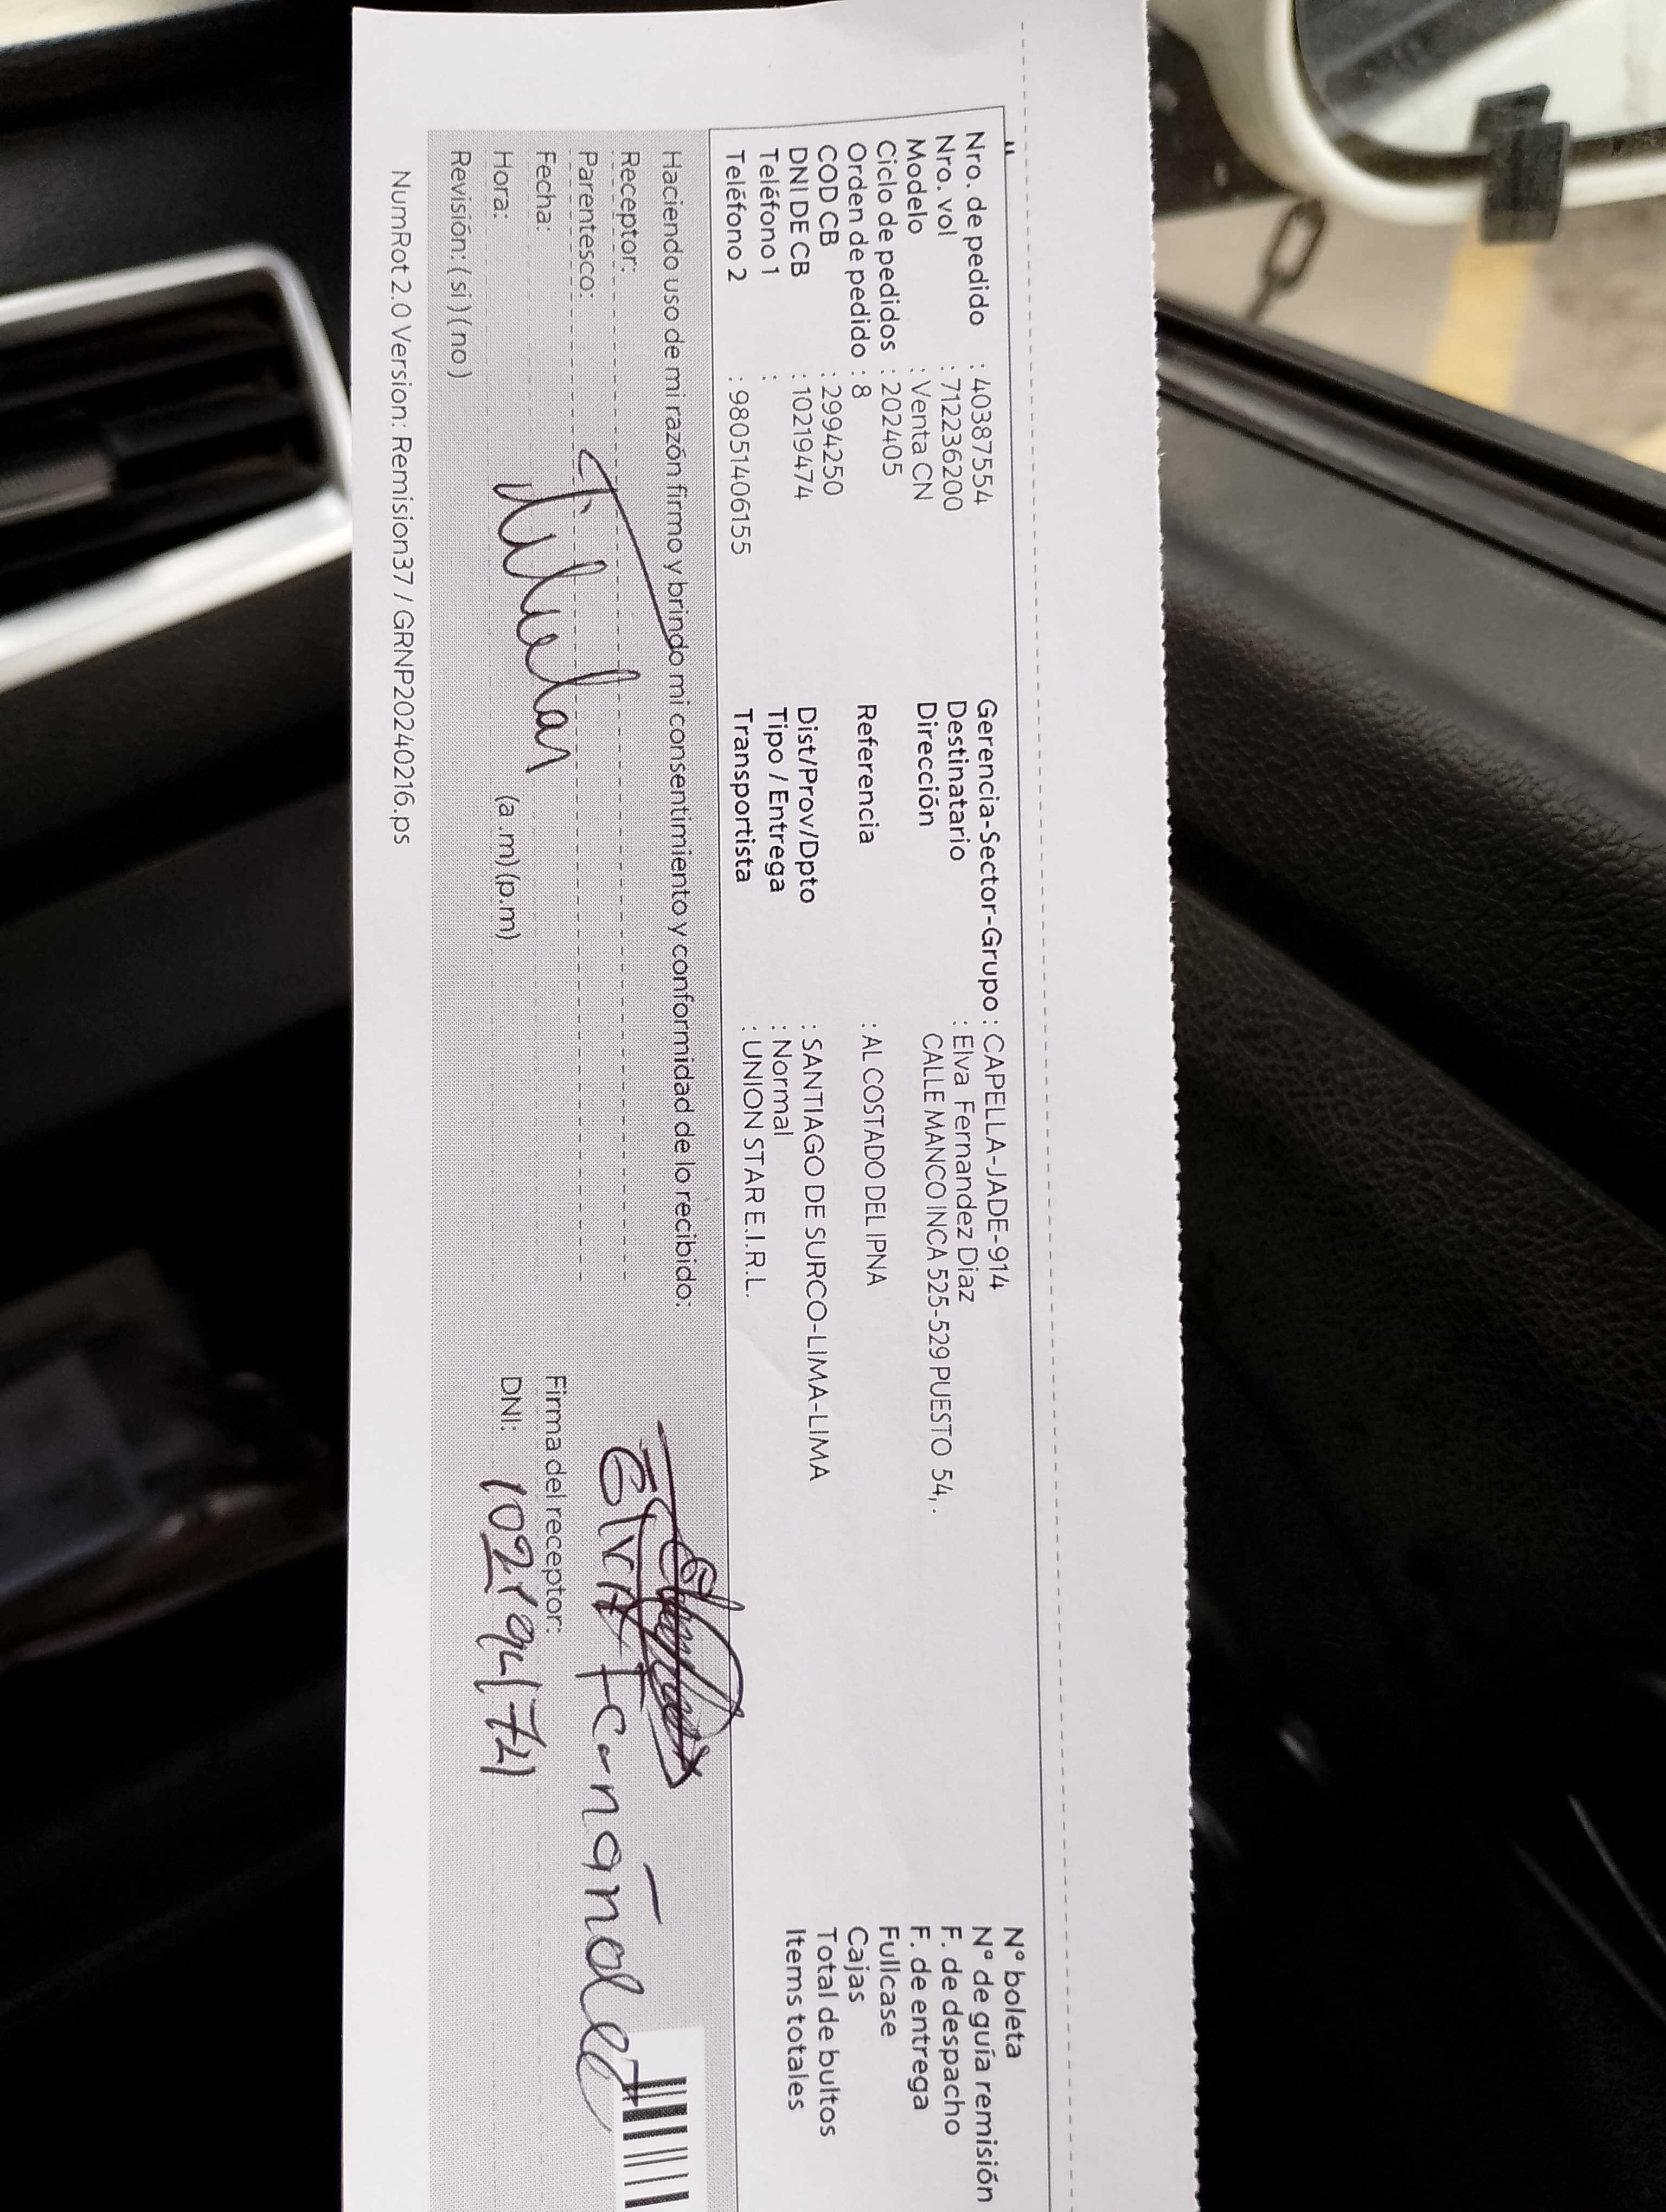 Nro. de pedido : 40387554
Nro. vol : 712236200
Modelo : Venta CN
Ciclo de pedidos : 202405
Orden de pedido : 8
COD CB : 2994250
DNI DE CB : 10219474
Teléfono 1 :
Teléfono 2 : 98051406155
Gerencia-Sector-Grupo : CAPELLA-JADE-914
Destinatario : Elva Fernandez Diaz
Dirección CALLE MANCO INCA 525-529 PUESTO 54,.
Referencia : AL COSTADO DEL IPNA
Dist/Prov/Dpto : SANTIAGO DE SURCO-LIMA-LIMA
Tipo / Entrega : Normal
Transportista : UNION STAR E.I.R.L.
N° boleta
N° de guía remisión
F. de despacho
F. de entrega
Fullcase
Cajas
Total de bultos
Items totales
Haciendo uso de mi razón firmo y brindo mi consentimiento y conformidad de lo recibido:
Receptor:
Parentesco:
Titular
Fecha:
Hora: (a .m) (p.m)
Revisión: ( si ) ( no )
Elva Fernandez
Firma del receptor:
DNI: 10219474
NumRot 2.0 Version: Remision37 / GRNP20240216.ps